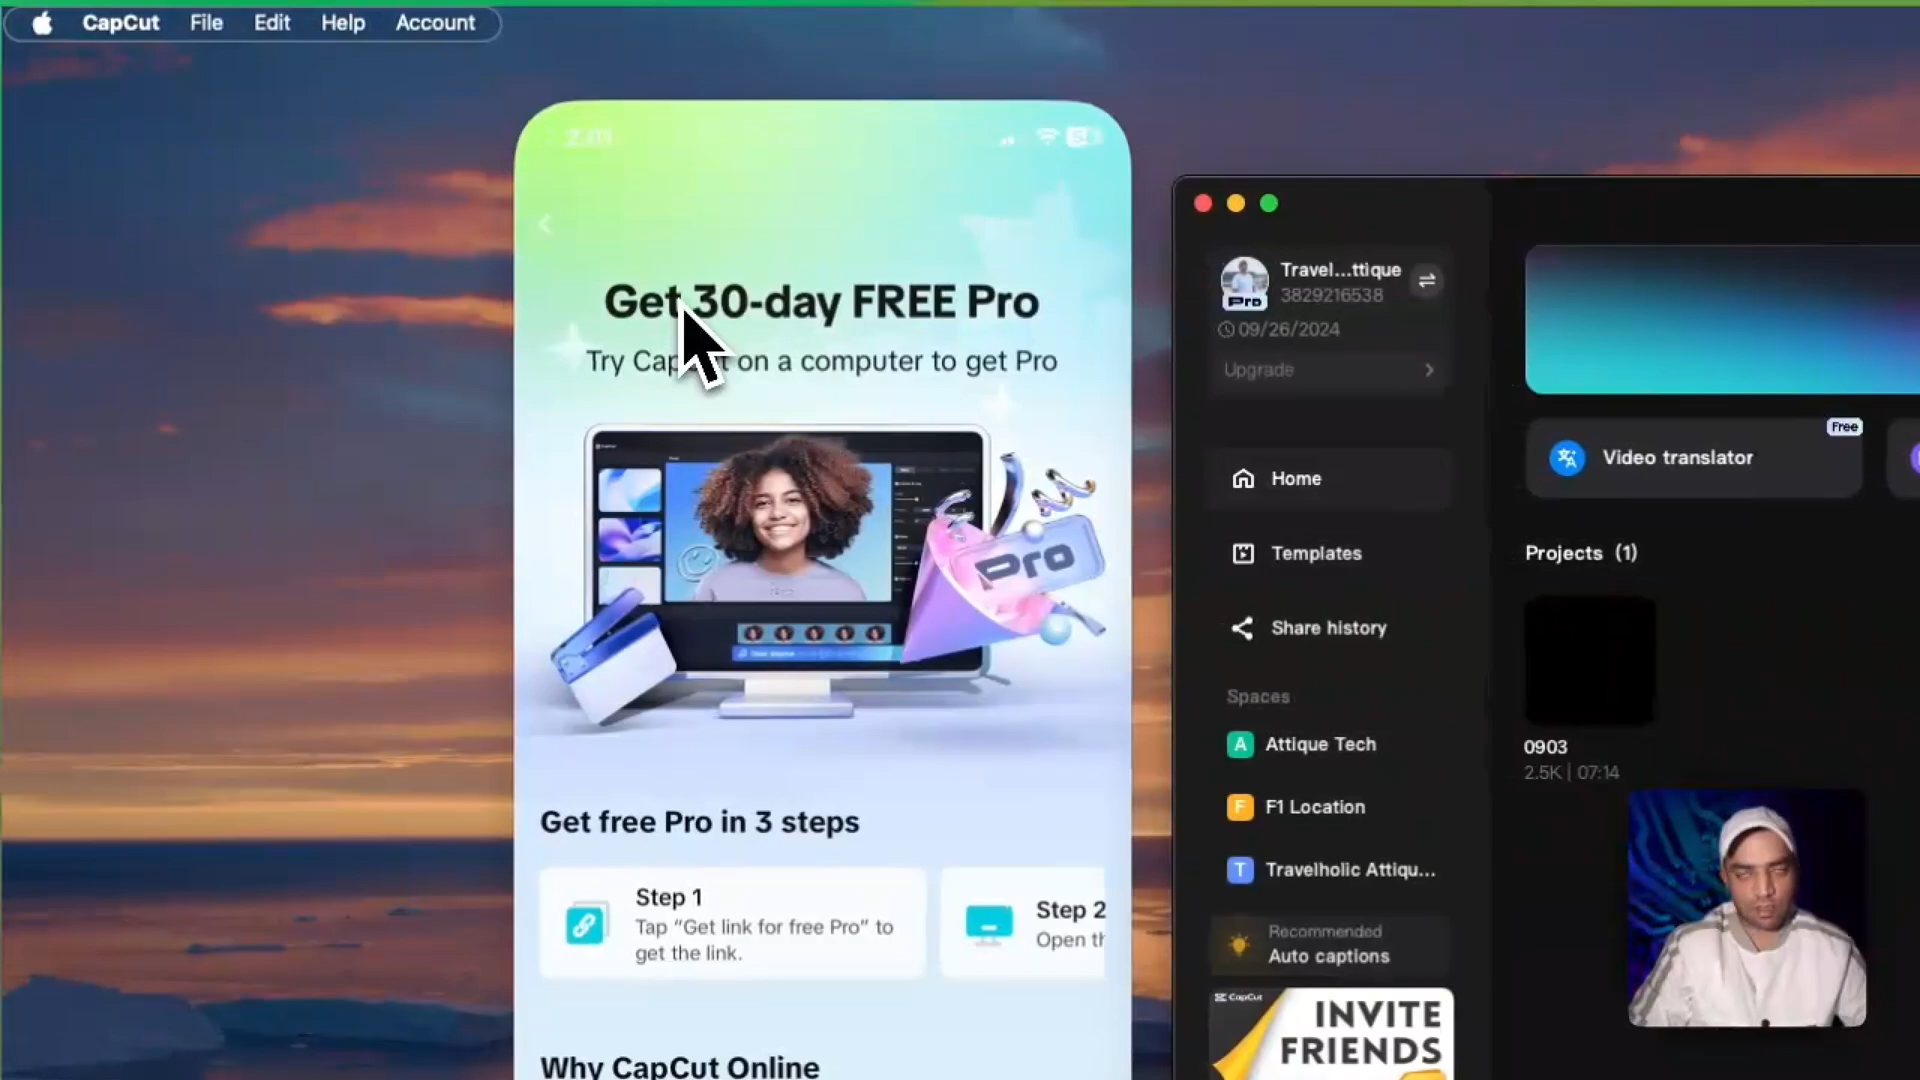 CapCut File Edit Help Account
Get 30-day FREE Pro
on a computer to get Pro
Try
Pro
Get free Pro in 3 steps
Step 1
Tap “Get link for free Pro” to
get the link.
Step 2
Open
Why CapCut Online
Travel...ttique
3829216538
Pro
09/26/2024
Upgrade
Home
Templates
Share history
Spaces
A Attique Tech
F F1 Location
T Travelholic Attiqu...
Recommended
Auto captions
CapCut
INVITE
FRIENDS
Free
Video translator
Projects (1)
0903
2.5K | 07:14